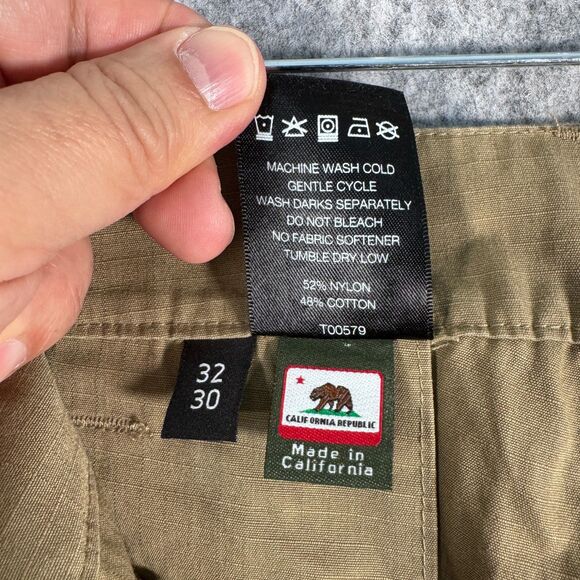 MACHINE WASH COLD
GENTLE CYCLE
WASH DARKS SEPARATELY
DO NOT BLEACH
NO FABRIC SOFTENER
TUMBLE DRY LOW
52% NYLON
48% COTTON
T00579
32
30
CALIFORNIA REPUBLIC
Made in
California